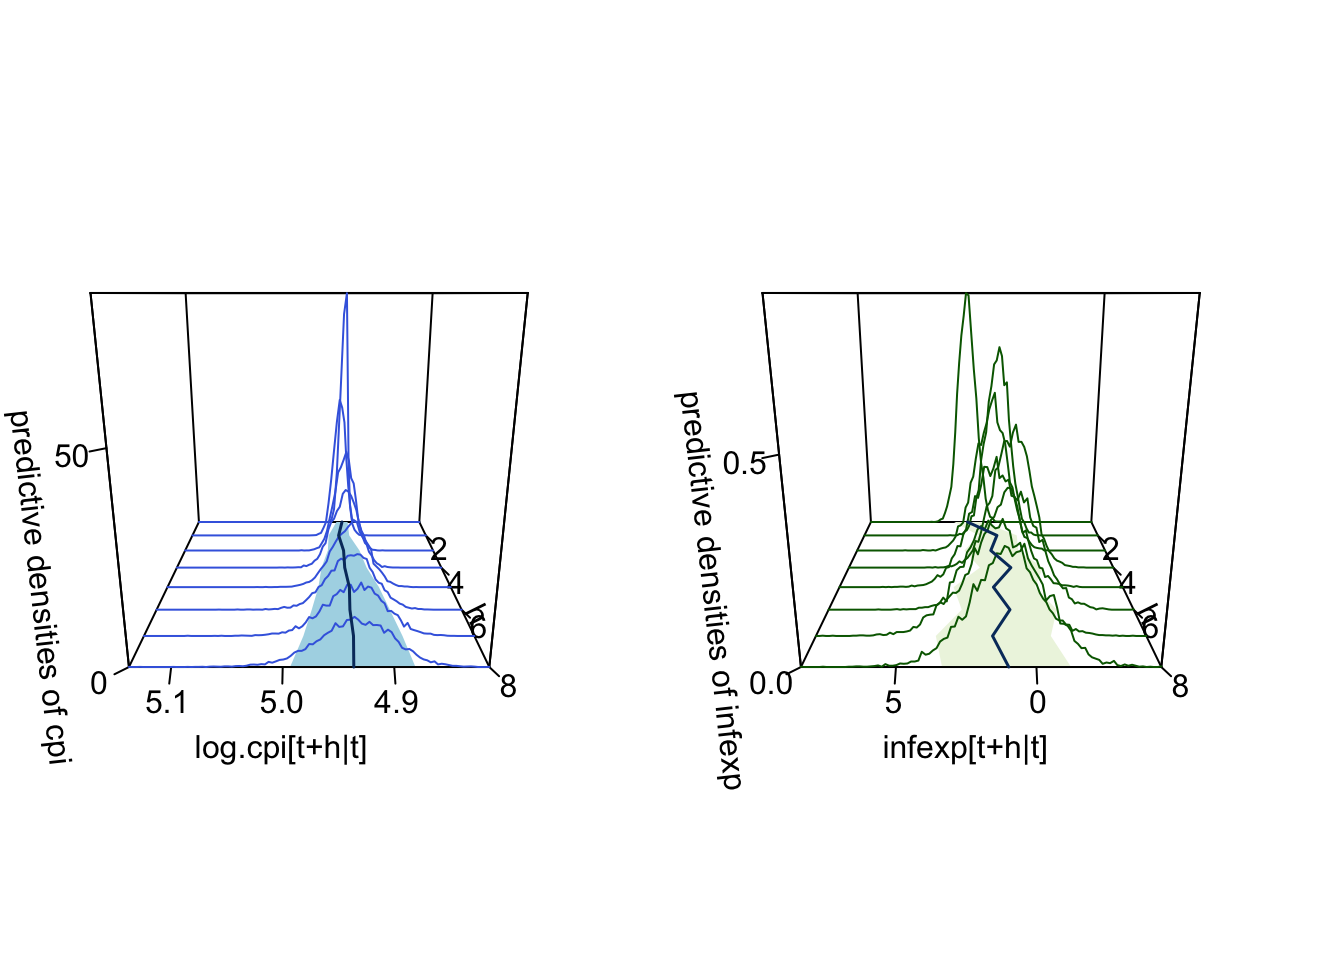 predictive densities of cpi
50
0
5.1
5.0
4.9
log.cpi[t+h|t]
2
4
h
6
8
predictive densities of infexp
0.5
0.0
5
0
infexp[t+h|t]
2
4
h
6
8